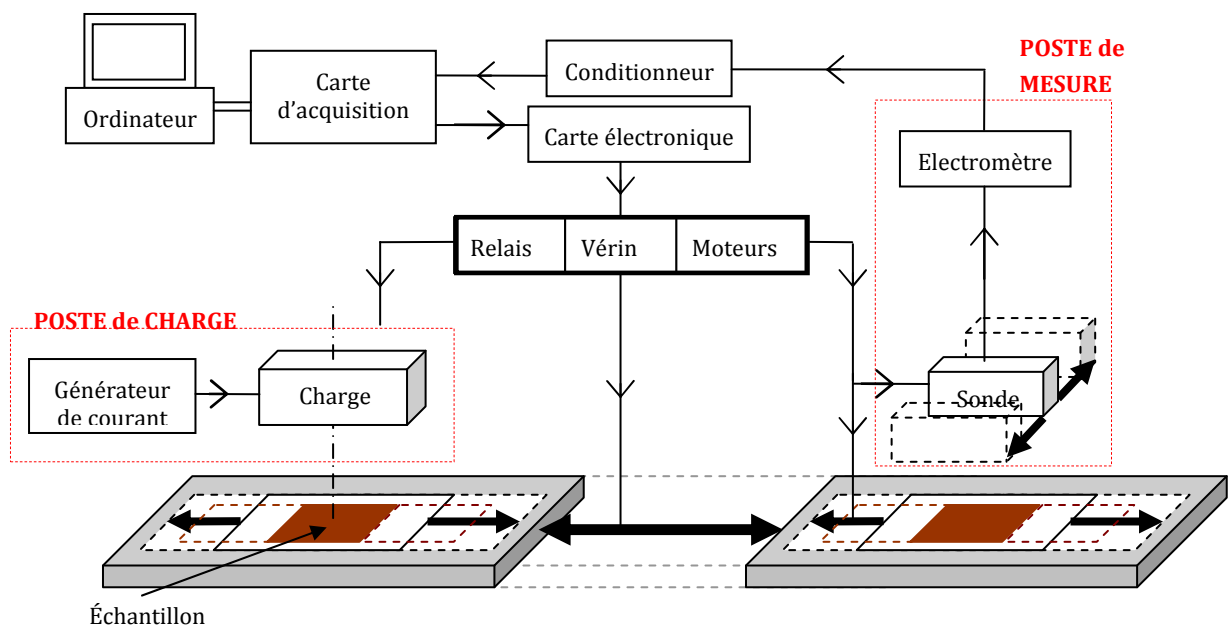 POSTE de
MESURE
Conditionneur
Carte
d'acquisition
Ordinateur
Carte électronique
Electromètre
Relais
Vérin
Moteurs
POSTE de CHARGE
Générateur
de courant
Charge
Sonde
Échantillon